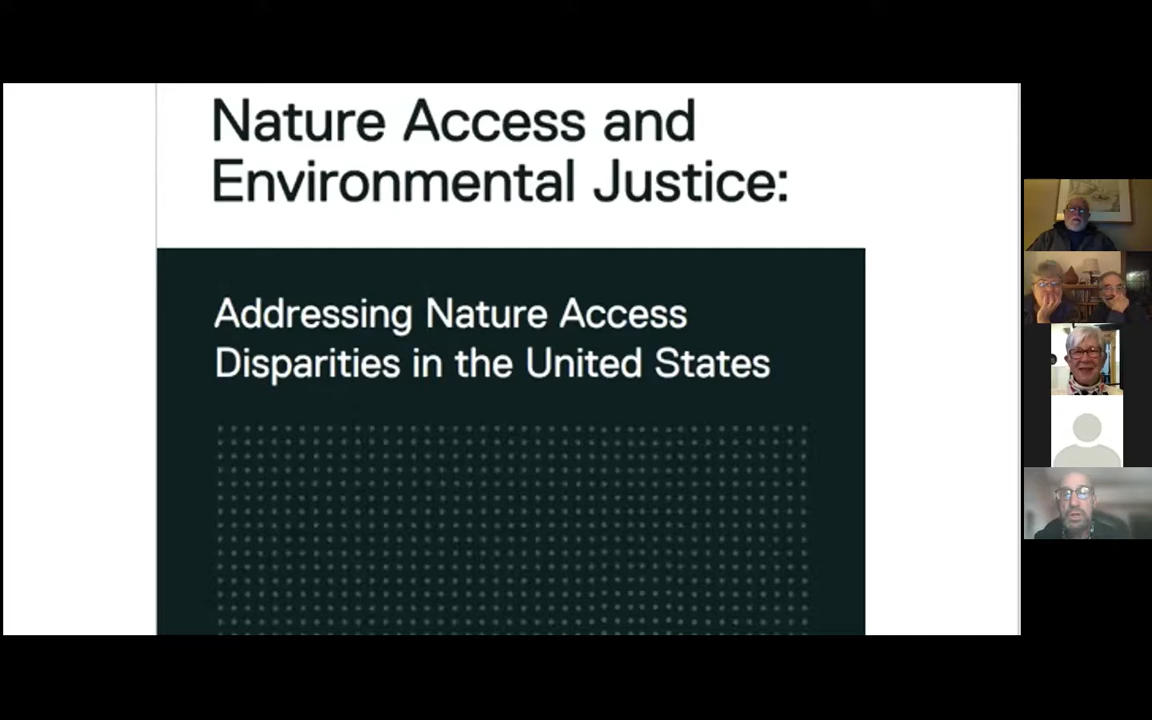 Nature Access and
Environmental Justice:
Addressing Nature Access
Disparities in the United States